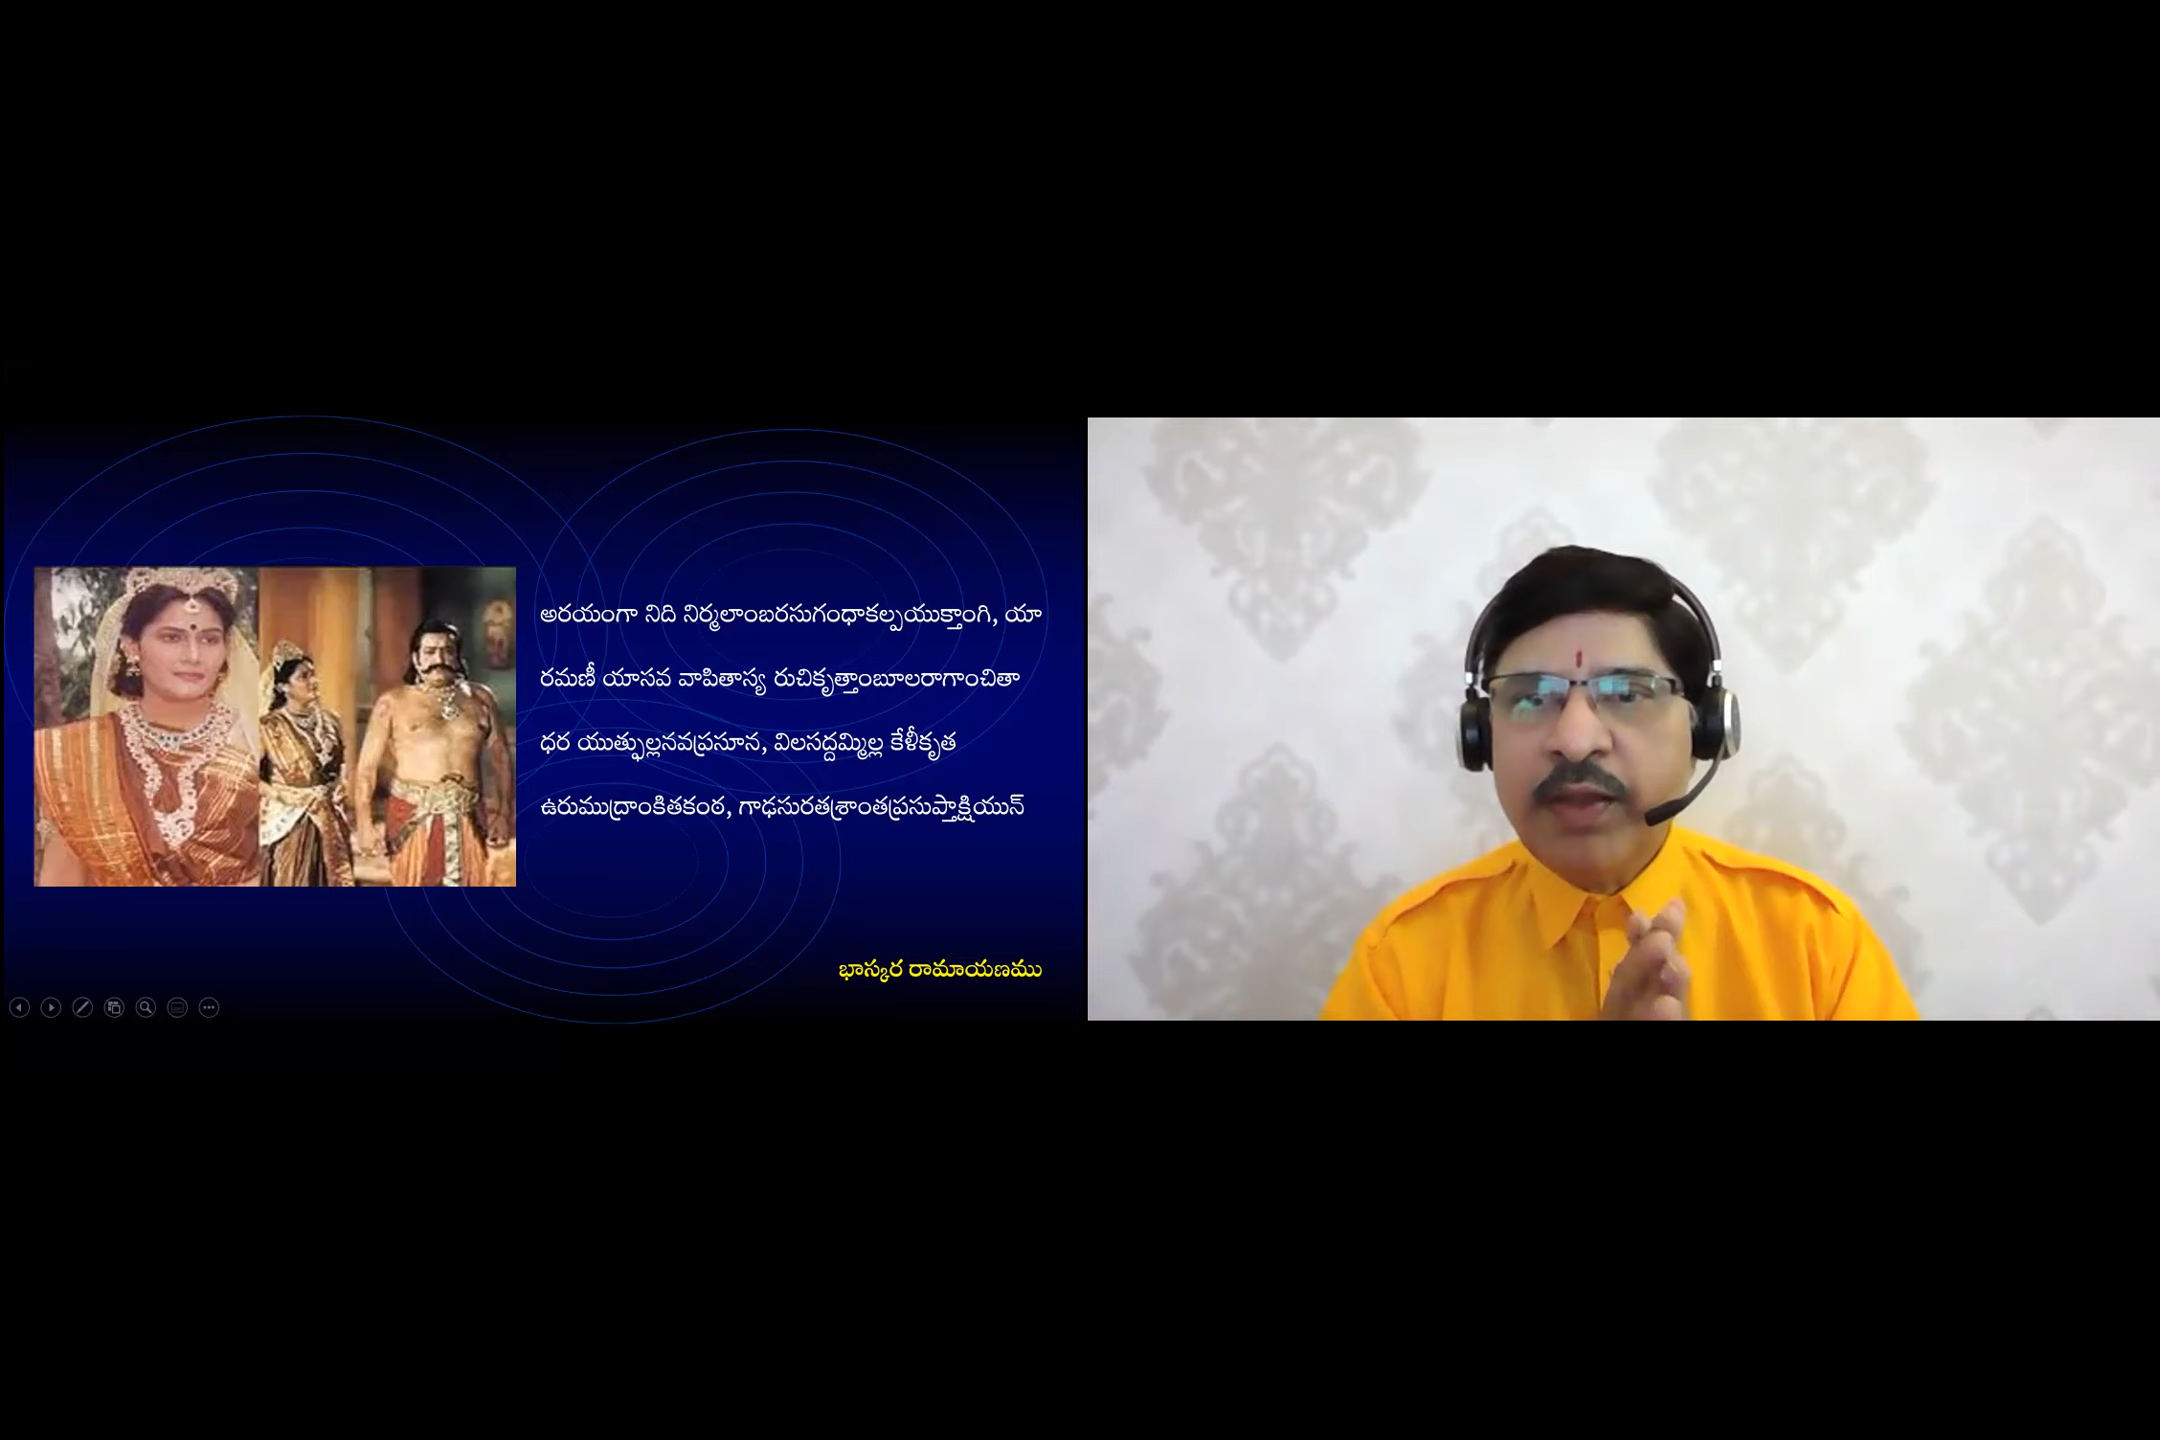 అరయంగా నిది నిర్మలాంబరసుగంధాకల్పయుక్తాంగి, యా
రమణీ యాసవ వాపితాస్య రుచికృత్తాంబూలరాగాంచితా
ధర యుత్ఫుల్లనవప్రసూన, విలసద్దమ్మిల్ల కేళీకృత
ఉరుముద్రాంకితకంఠ, గాఢసురతశ్రాంతప్రసుప్తాక్షియున్
భాస్కర రామాయణము